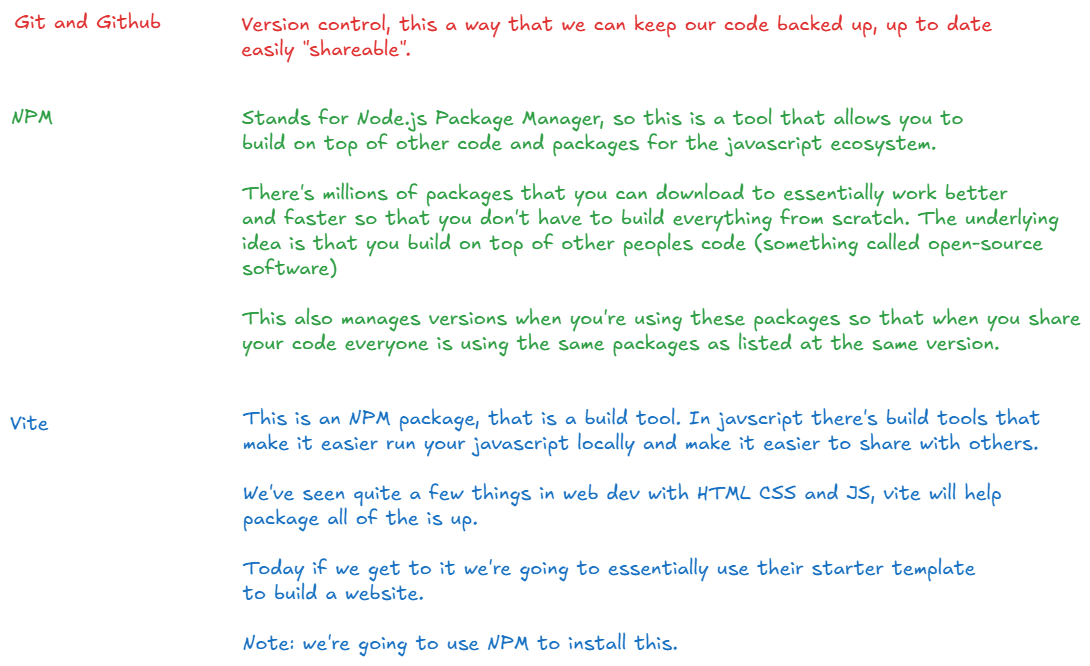 Git and Github
Version control, this a way that we can keep our code backed up, up to date
easily "shareable".
NPM
Stands for Node.js Package Manager, so this is a tool that allows you to
build on top of other code and packages for the javascript ecosystem.
There's millions of packages that you can download to essentially work better
and faster so that you don't have to build everything from scratch. The underlying
idea is that you build on top of other peoples code (something called open-source
software)
This also manages versions when you're using these packages so that when you share
your code everyone is using the same packages as listed at the same version.
Vite
This is an NPM package, that is a build tool. In javscript there's build tools that
make it easier run your javascript locally and make it easier to share with others.
We've seen quite a few things in web dev with HTML CSS and JS, vite will help
package all of the is up.
Today if we get to it we're going to essentially use their starter template
to build a website.
Note: we're going to use NPM to install this.